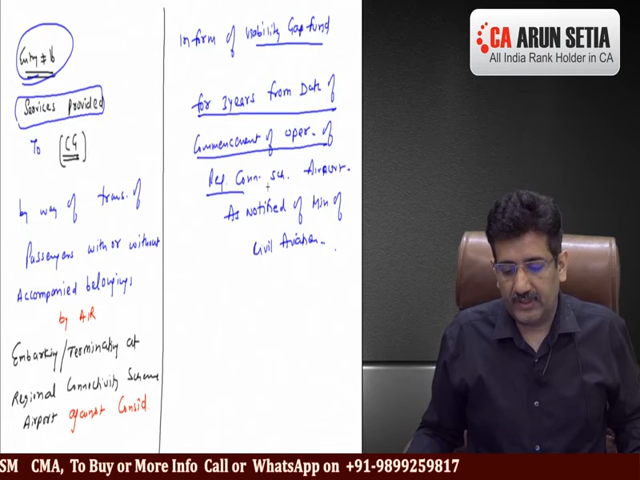 Entry # 16
Services provided
To [CG]
by way of trans. of
Passengers with or without
Accompanied belongings
by AIR
Embarking/Terminating at
Regional Connectivity Scheme
Airport against Consid
In form of Viability Gap fund
for 3 years from Date of
Commencement of oper. of
Reg. Conn. Sch. Airport.
As notified of Min of
Civil Aviation.
CA ARUN SETIA
All India Rank Holder in CA
SM CMA, To Buy or More Info Call or WhatsApp on +91-9899259817